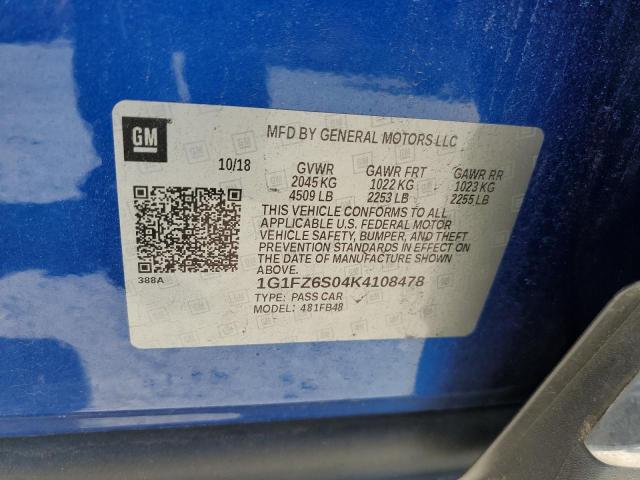 GM
MFD BY GENERAL MOTORS LLC
10/18
GVWR GAWR FRT GAWR RR
2045 KG 1022 KG 1023 KG
4509 LB 2253 LB 2255 LB
THIS VEHICLE CONFORMS TO ALL
APPLICABLE U.S. FEDERAL MOTOR
VEHICLE SAFETY, BUMPER, AND THEFT
PREVENTION STANDARDS IN EFFECT
ON THE DATE OF MANUFACTURE SHOWN
ABOVE.
388A
1G1FZ6S04K4108478
TYPE: PASS CAR
MODEL: 481FB48